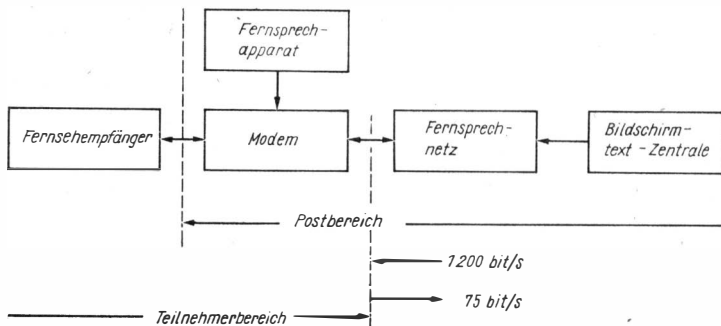 Fernsprech-
apparat
Fernsehempfänger
Modem
Fernsprech-
netz
Bildschirm-
text-Zentrale
Postbereich
1200 bit/s
75 bit/s
Teilnehmerbereich